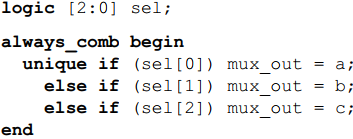 logic [2:0] sel;
always_comb begin
unique if (sel[0]) mux_out = a;
else if (sel[1]) mux_out = b;
else if (sel[2]) mux_out = c;
end